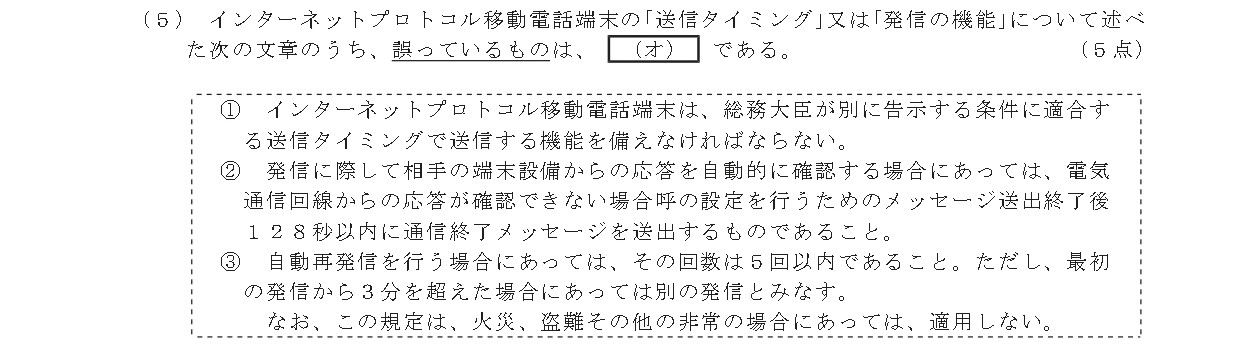 (５) インターネットプロトコル移動電話端末の｢送信タイミング｣又は｢発信の機能｣について述べ
た次の文章のうち、誤っているものは、 (オ) である。 (５点)
① インターネットプロトコル移動電話端末は、総務大臣が別に告示する条件に適合す
る送信タイミングで送信する機能を備えなければならない。
② 発信に際して相手の端末設備からの応答を自動的に確認する場合にあっては、電気
通信回線からの応答が確認できない場合呼の設定を行うためのメッセージ送出終了後
１２８秒以内に通信終了メッセージを送出するものであること。
③ 自動再発信を行う場合にあっては、その回数は５回以内であること。ただし、最初
の発信から３分を超えた場合にあっては別の発信とみなす。
なお、この規定は、火災、盗難その他の非常の場合にあっては、適用しない。